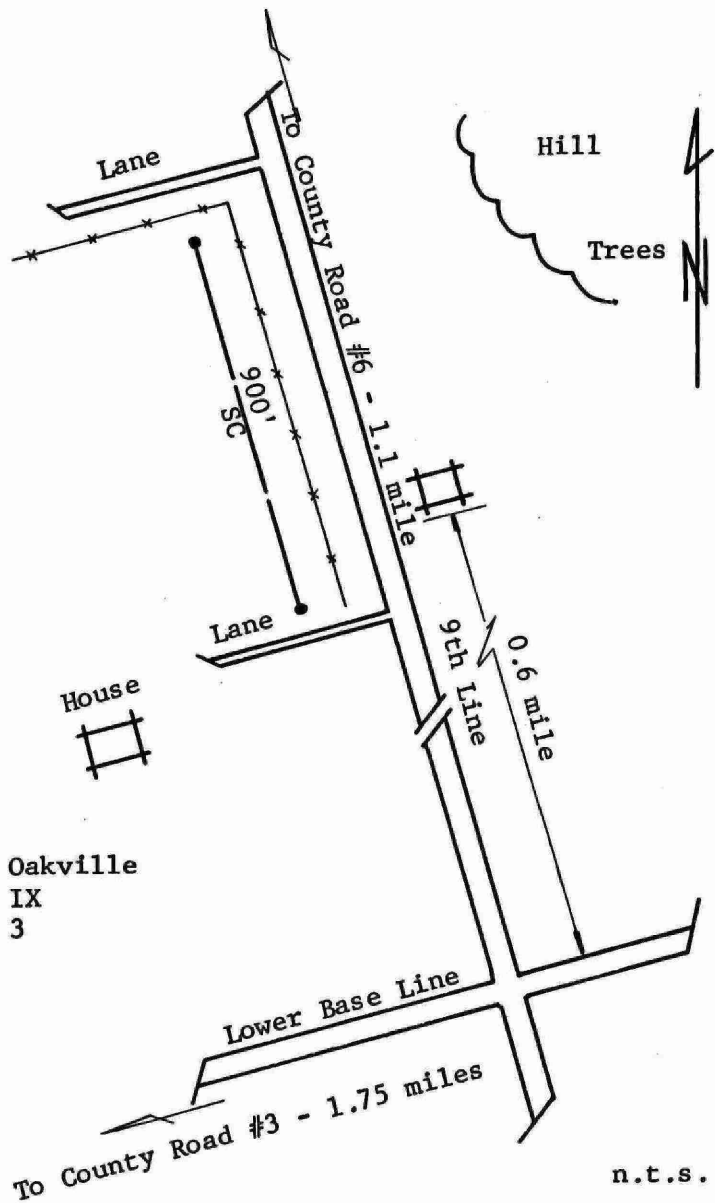 Lane
Hill
To County Road #6 - 1.1 mile
Trees
N
900'
SC
Lane
9th Line
0.6 mile
House
Oakville
IX
3
Lower Base Line
To County Road #3 - 1.75 miles
n.t.s.